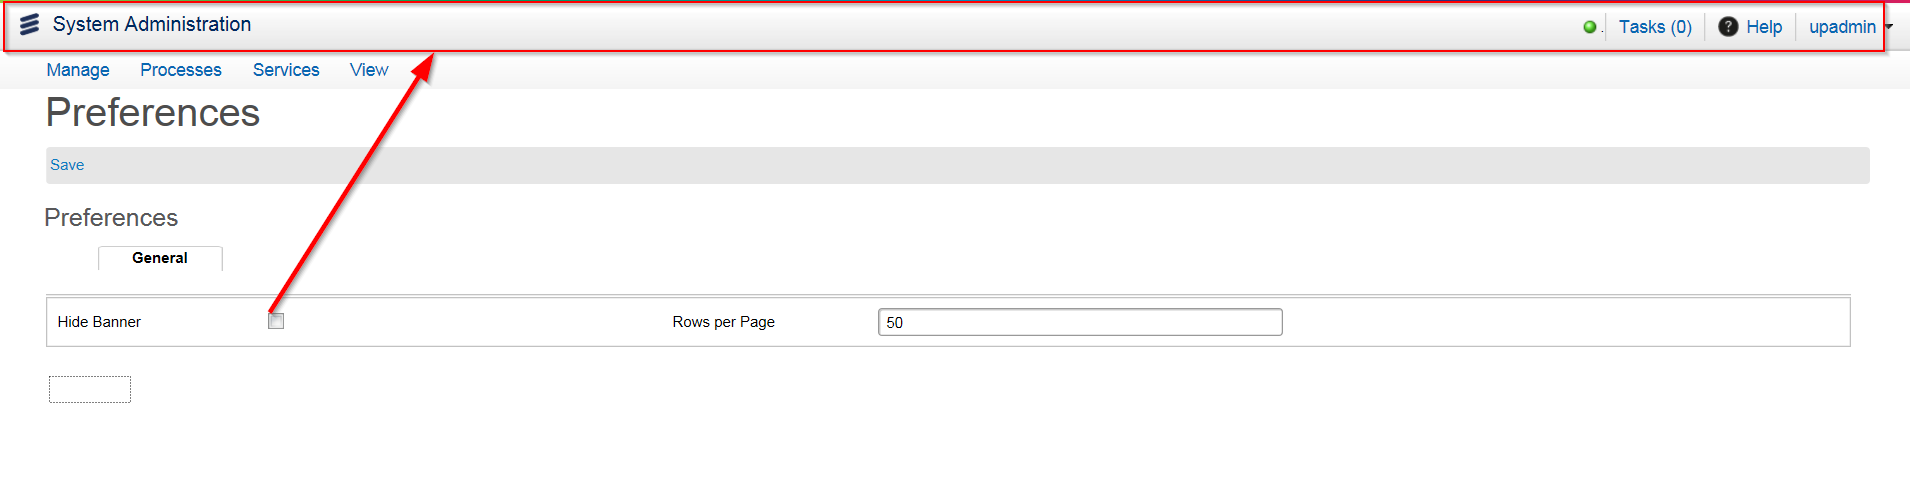 System Administration
Tasks (0) ? Help upadmin
Manage Processes Services View
Preferences
Save
Preferences
General
Hide Banner Rows per Page 50